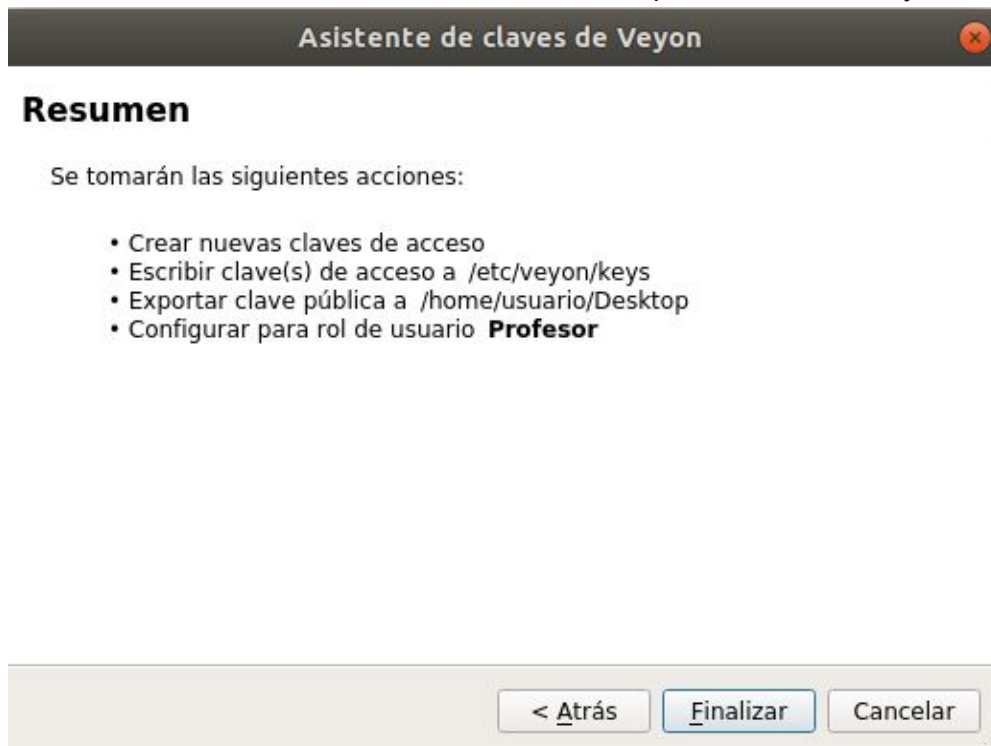 Asistente de claves de Veyon
Resumen
Se tomarán las siguientes acciones:
• Crear nuevas claves de acceso
• Escribir clave(s) de acceso a /etc/veyon/keys
• Exportar clave pública a /home/usuario/Desktop
• Configurar para rol de usuario Profesor
< Atrás Finalizar Cancelar